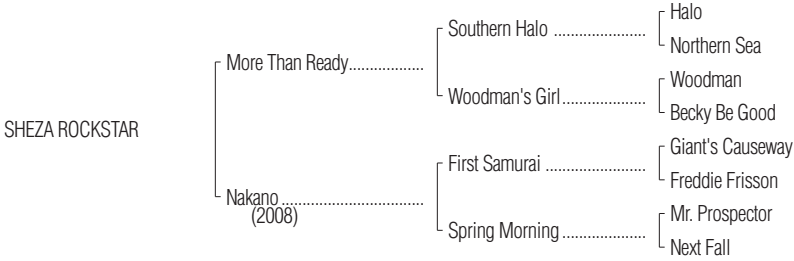 Halo
Southern Halo ......................
Northern Sea
More Than Ready..................
Woodman
Woodman's Girl....................
Becky Be Good
SHEZA ROCKSTAR
Giant's Causeway
First Samurai ........................
Freddie Frisson
Nakano ..................................
(2008)
Mr. Prospector
Spring Morning ....................
Next Fall